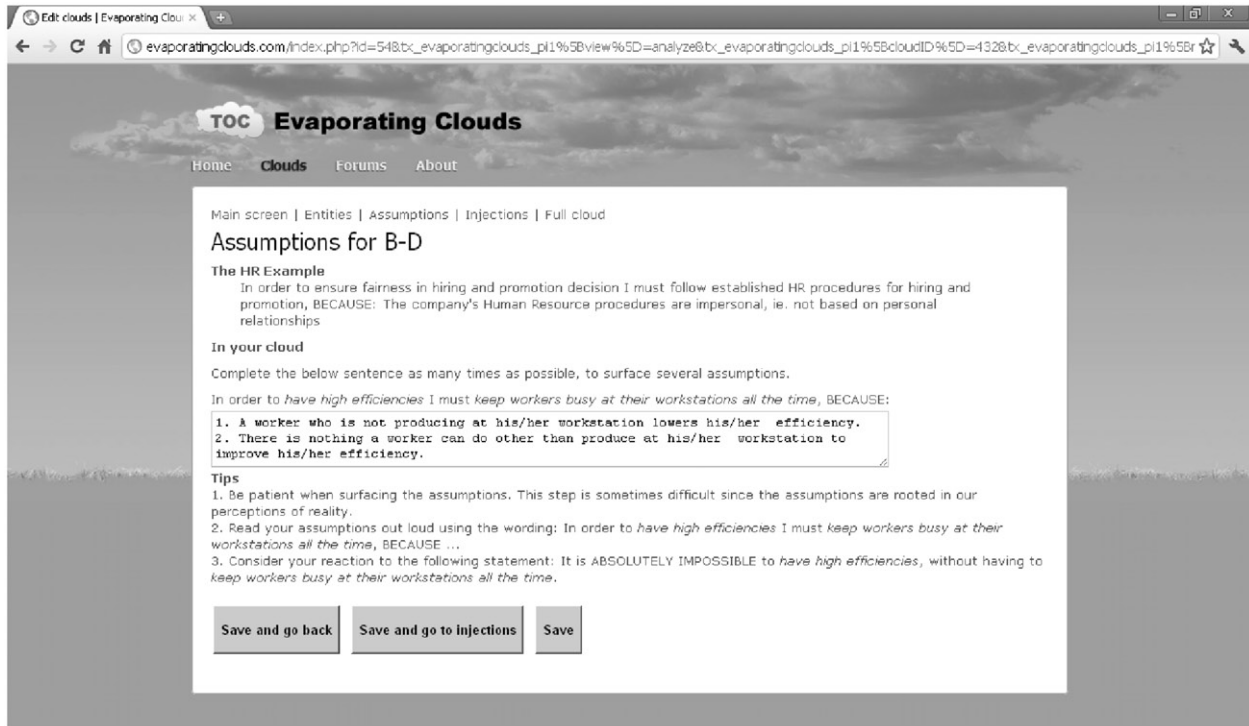 Edit clouds | Evaporating Clou
evaporatingclouds.com/index.php?id=54&tx_evaporatingclouds_pi1%5Bview%5D=analyze&tx_evaporatingclouds_pi1%5BcloudID%5D=432&tx_evaporatingclouds_pi1%5Br
TOC Evaporating Clouds
Home Clouds Forums About
Main screen | Entities | Assumptions | Injections | Full cloud
Assumptions for B-D
The HR Example
In order to ensure fairness in hiring and promotion decision I must follow established HR procedures for hiring and
promotion, BECAUSE: The company's Human Resource procedures are impersonal, ie. not based on personal
relationships
In your cloud
Complete the below sentence as many times as possible, to surface several assumptions.
In order to have high efficiencies I must keep workers busy at their workstations all the time, BECAUSE:
1. A worker who is not producing at his/her workstation lowers his/her efficiency.
2. There is nothing a worker can do other than produce at his/her workstation to
improve his/her efficiency.
Tips
1. Be patient when surfacing the assumptions. This step is sometimes difficult since the assumptions are rooted in our
perceptions of reality.
2. Read your assumptions out loud using the wording: In order to have high efficiencies I must keep workers busy at their
workstations all the time, BECAUSE ...
3. Consider your reaction to the following statement: It is ABSOLUTELY IMPOSSIBLE to have high efficiencies, without having to
keep workers busy at their workstations all the time.
Save and go back Save and go to injections Save